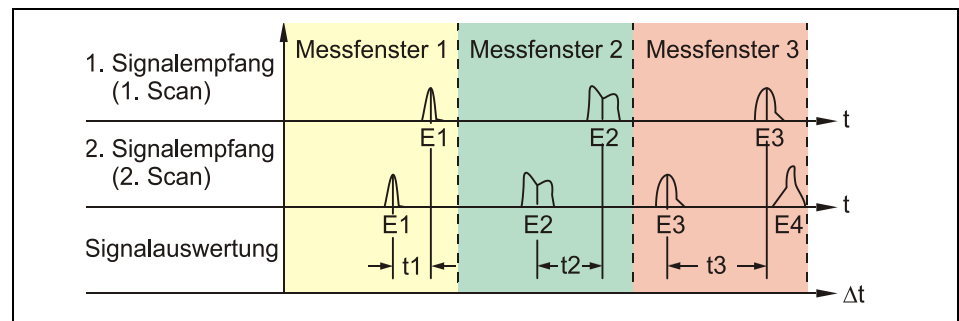 Messfenster 1 Messfenster 2 Messfenster 3
1. Signalempfang
(1. Scan)
t
E1 E2 E3
2. Signalempfang
(2. Scan)
t
E1 E2 E3 E4
Signalauswertung
t1 t2 t3
Δt